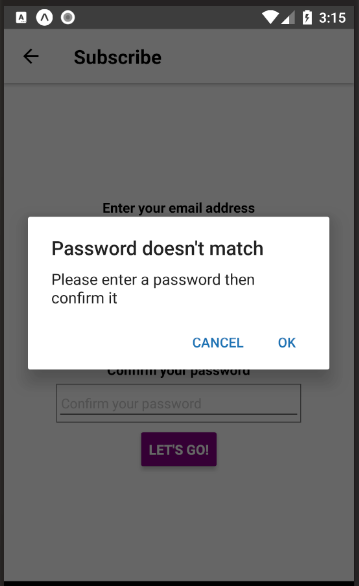 3:15
Subscribe
Enter your email address
Password doesn't match
Please enter a password then
confirm it
CANCEL OK
Confirm your password
Confirm your password
LET'S GO!